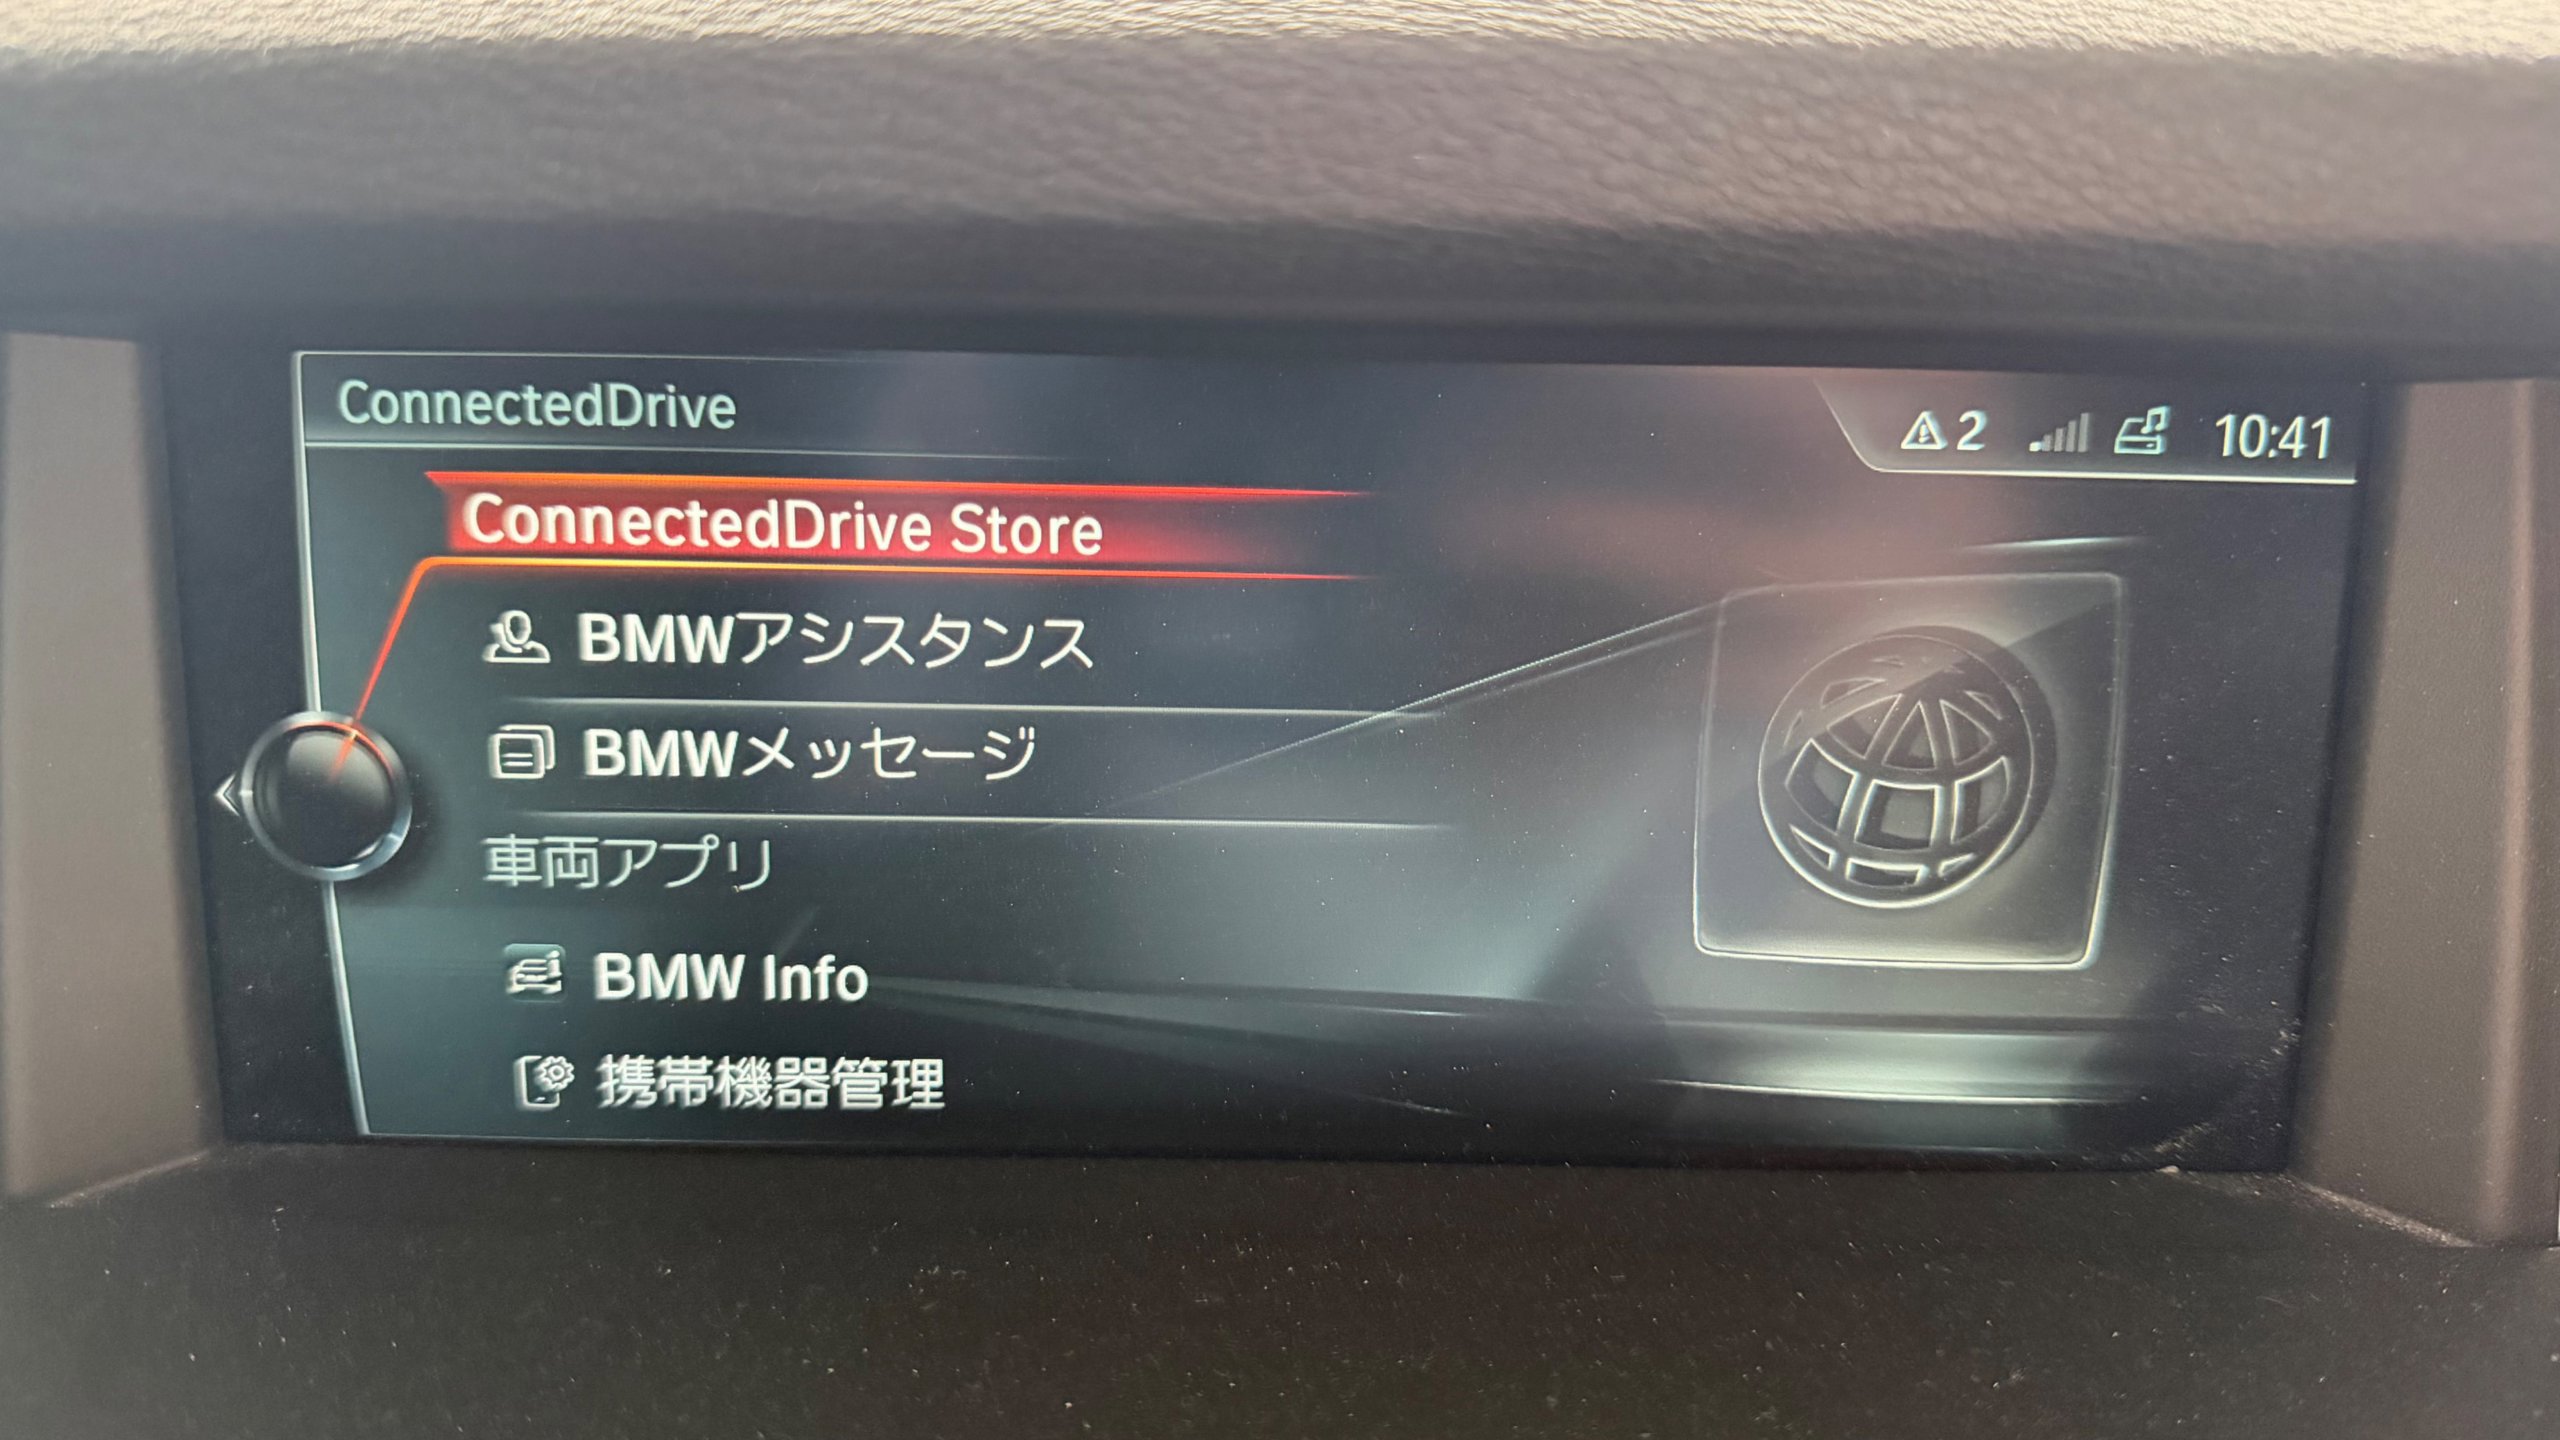 ConnectedDrive
2 10:41
ConnectedDrive Store
BMWアシスタンス
BMWメッセージ
車両アプリ
BMW Info
携帯機器管理